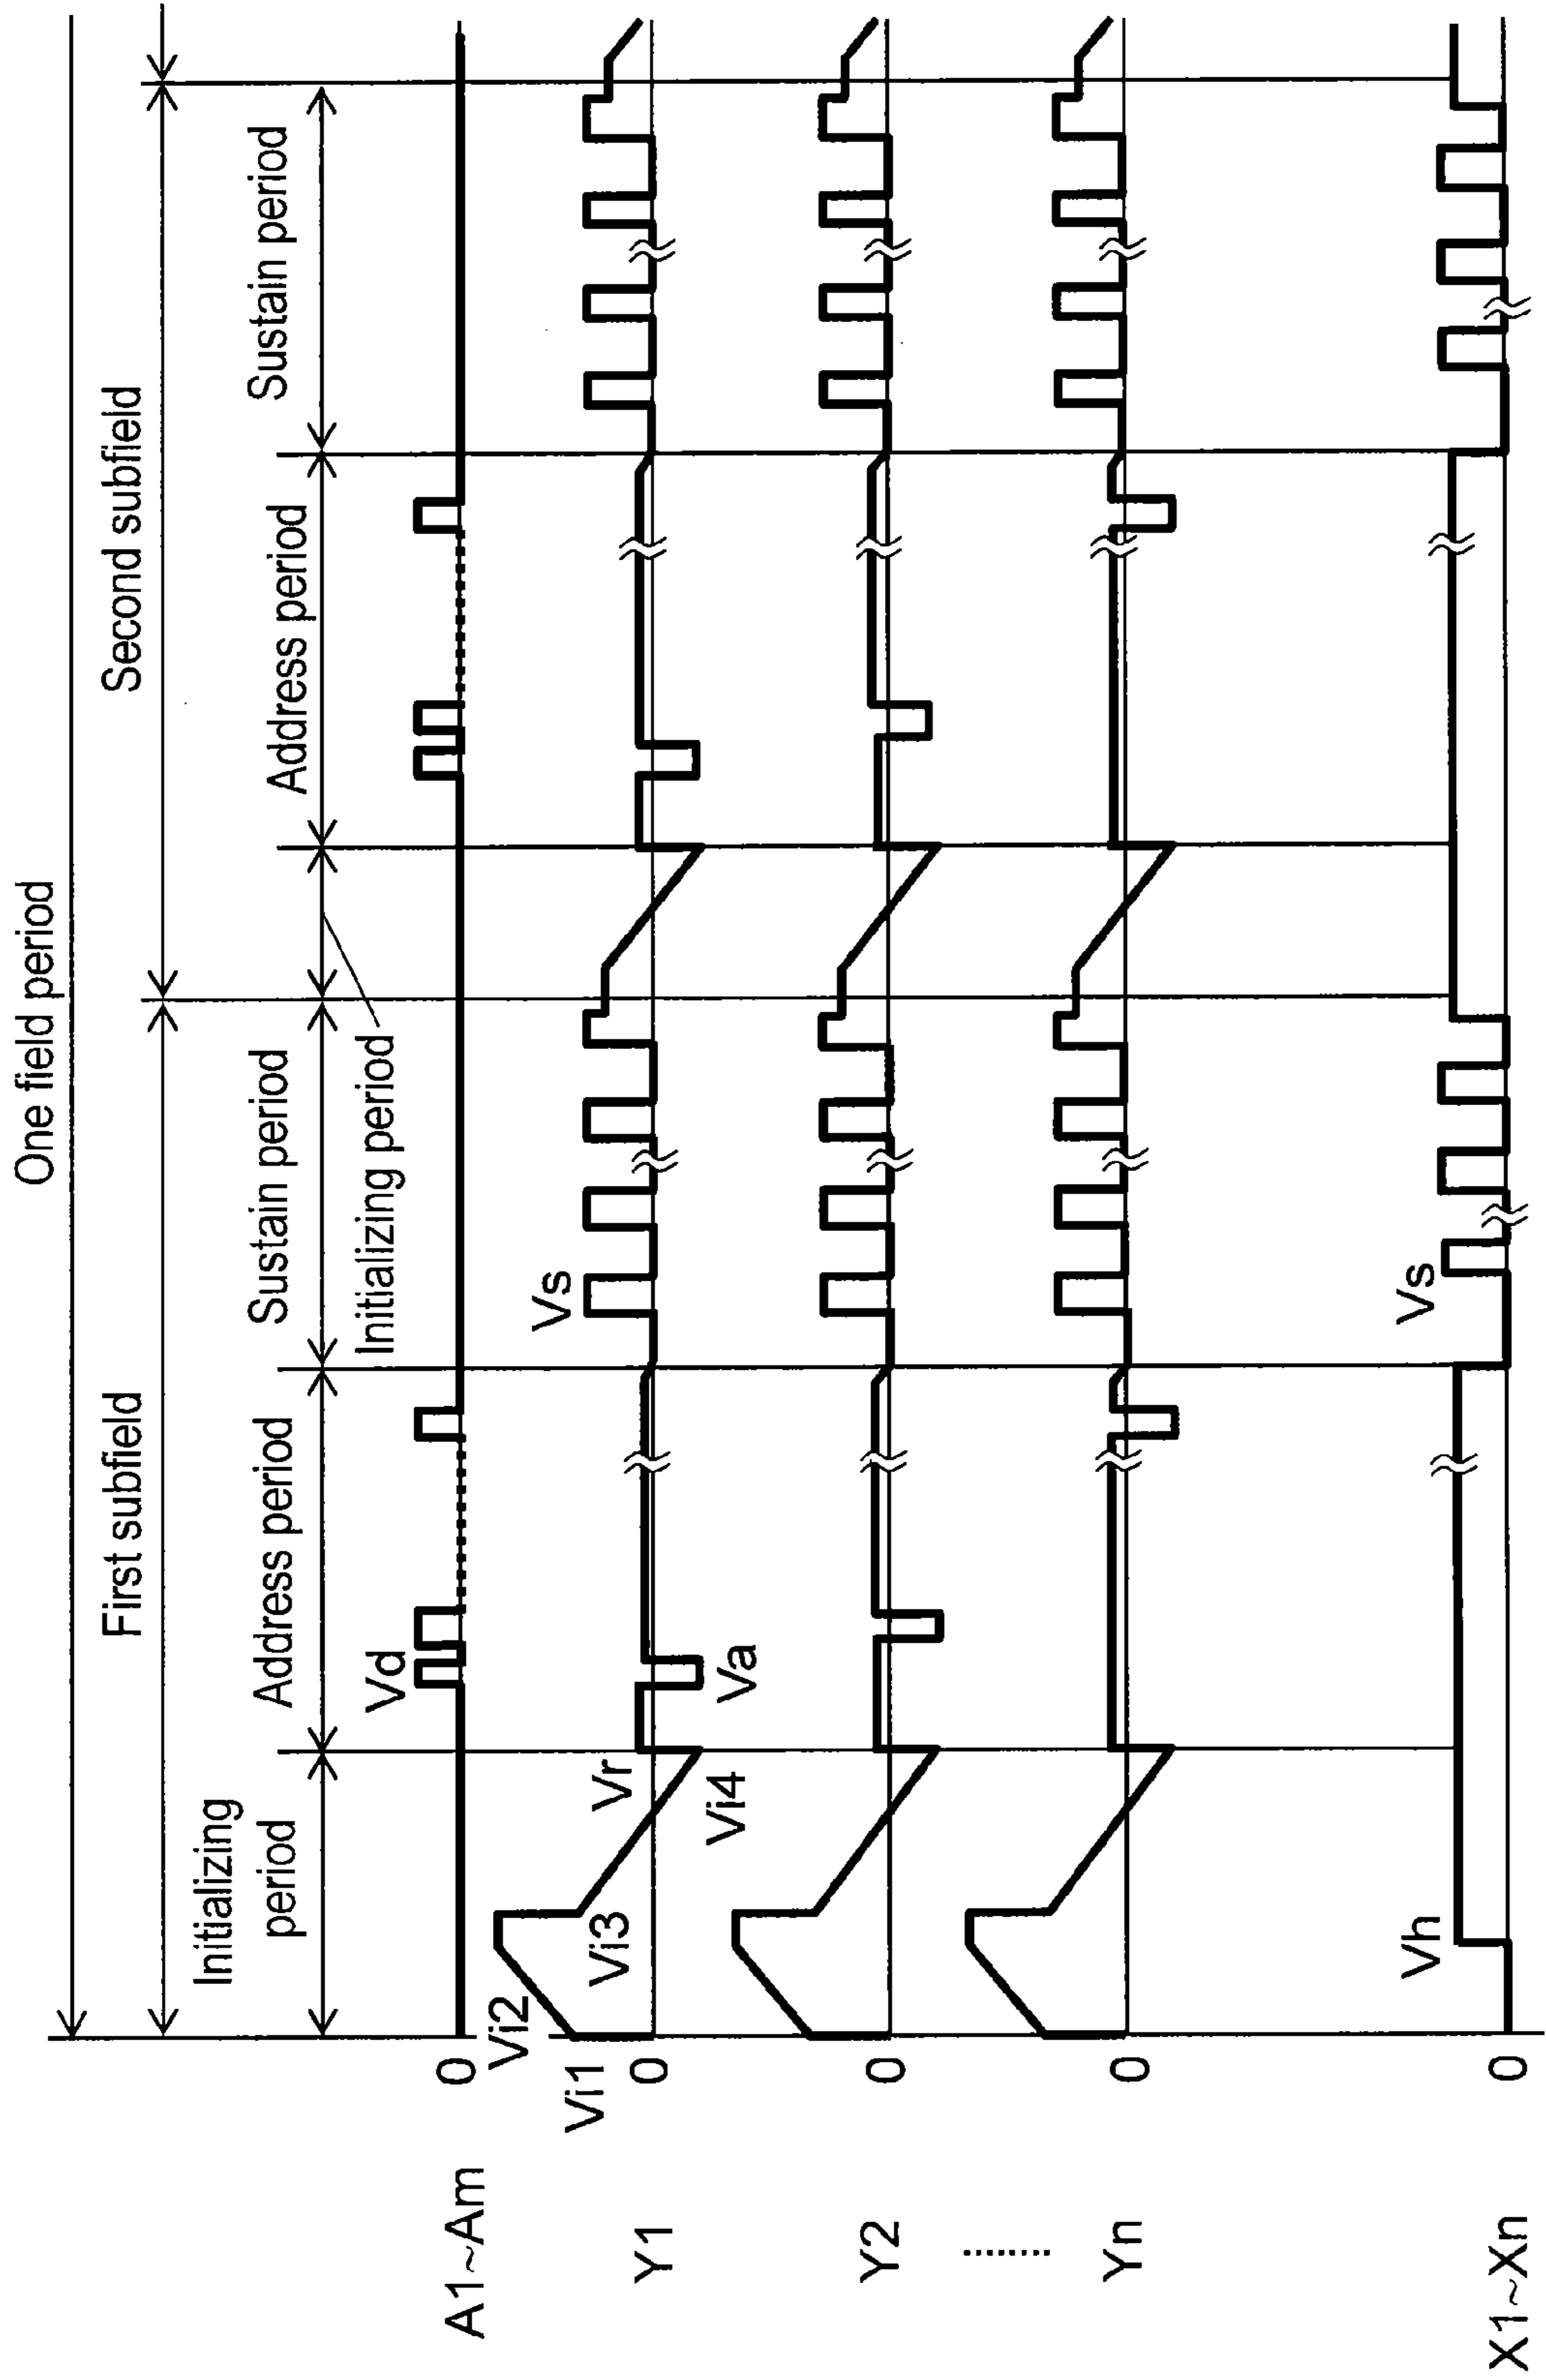 One field period
First subfield
Second subfield
Initializing
period
Address period
Sustain period
Initializing period
Address period
Sustain period
A1~Am
0
Vd
Vi2
Vi1
Vi3
Vr
Vi4
Va
Vs
Y1
0
Y2
0
........
Yn
0
Vh
Vs
X1~Xn
0